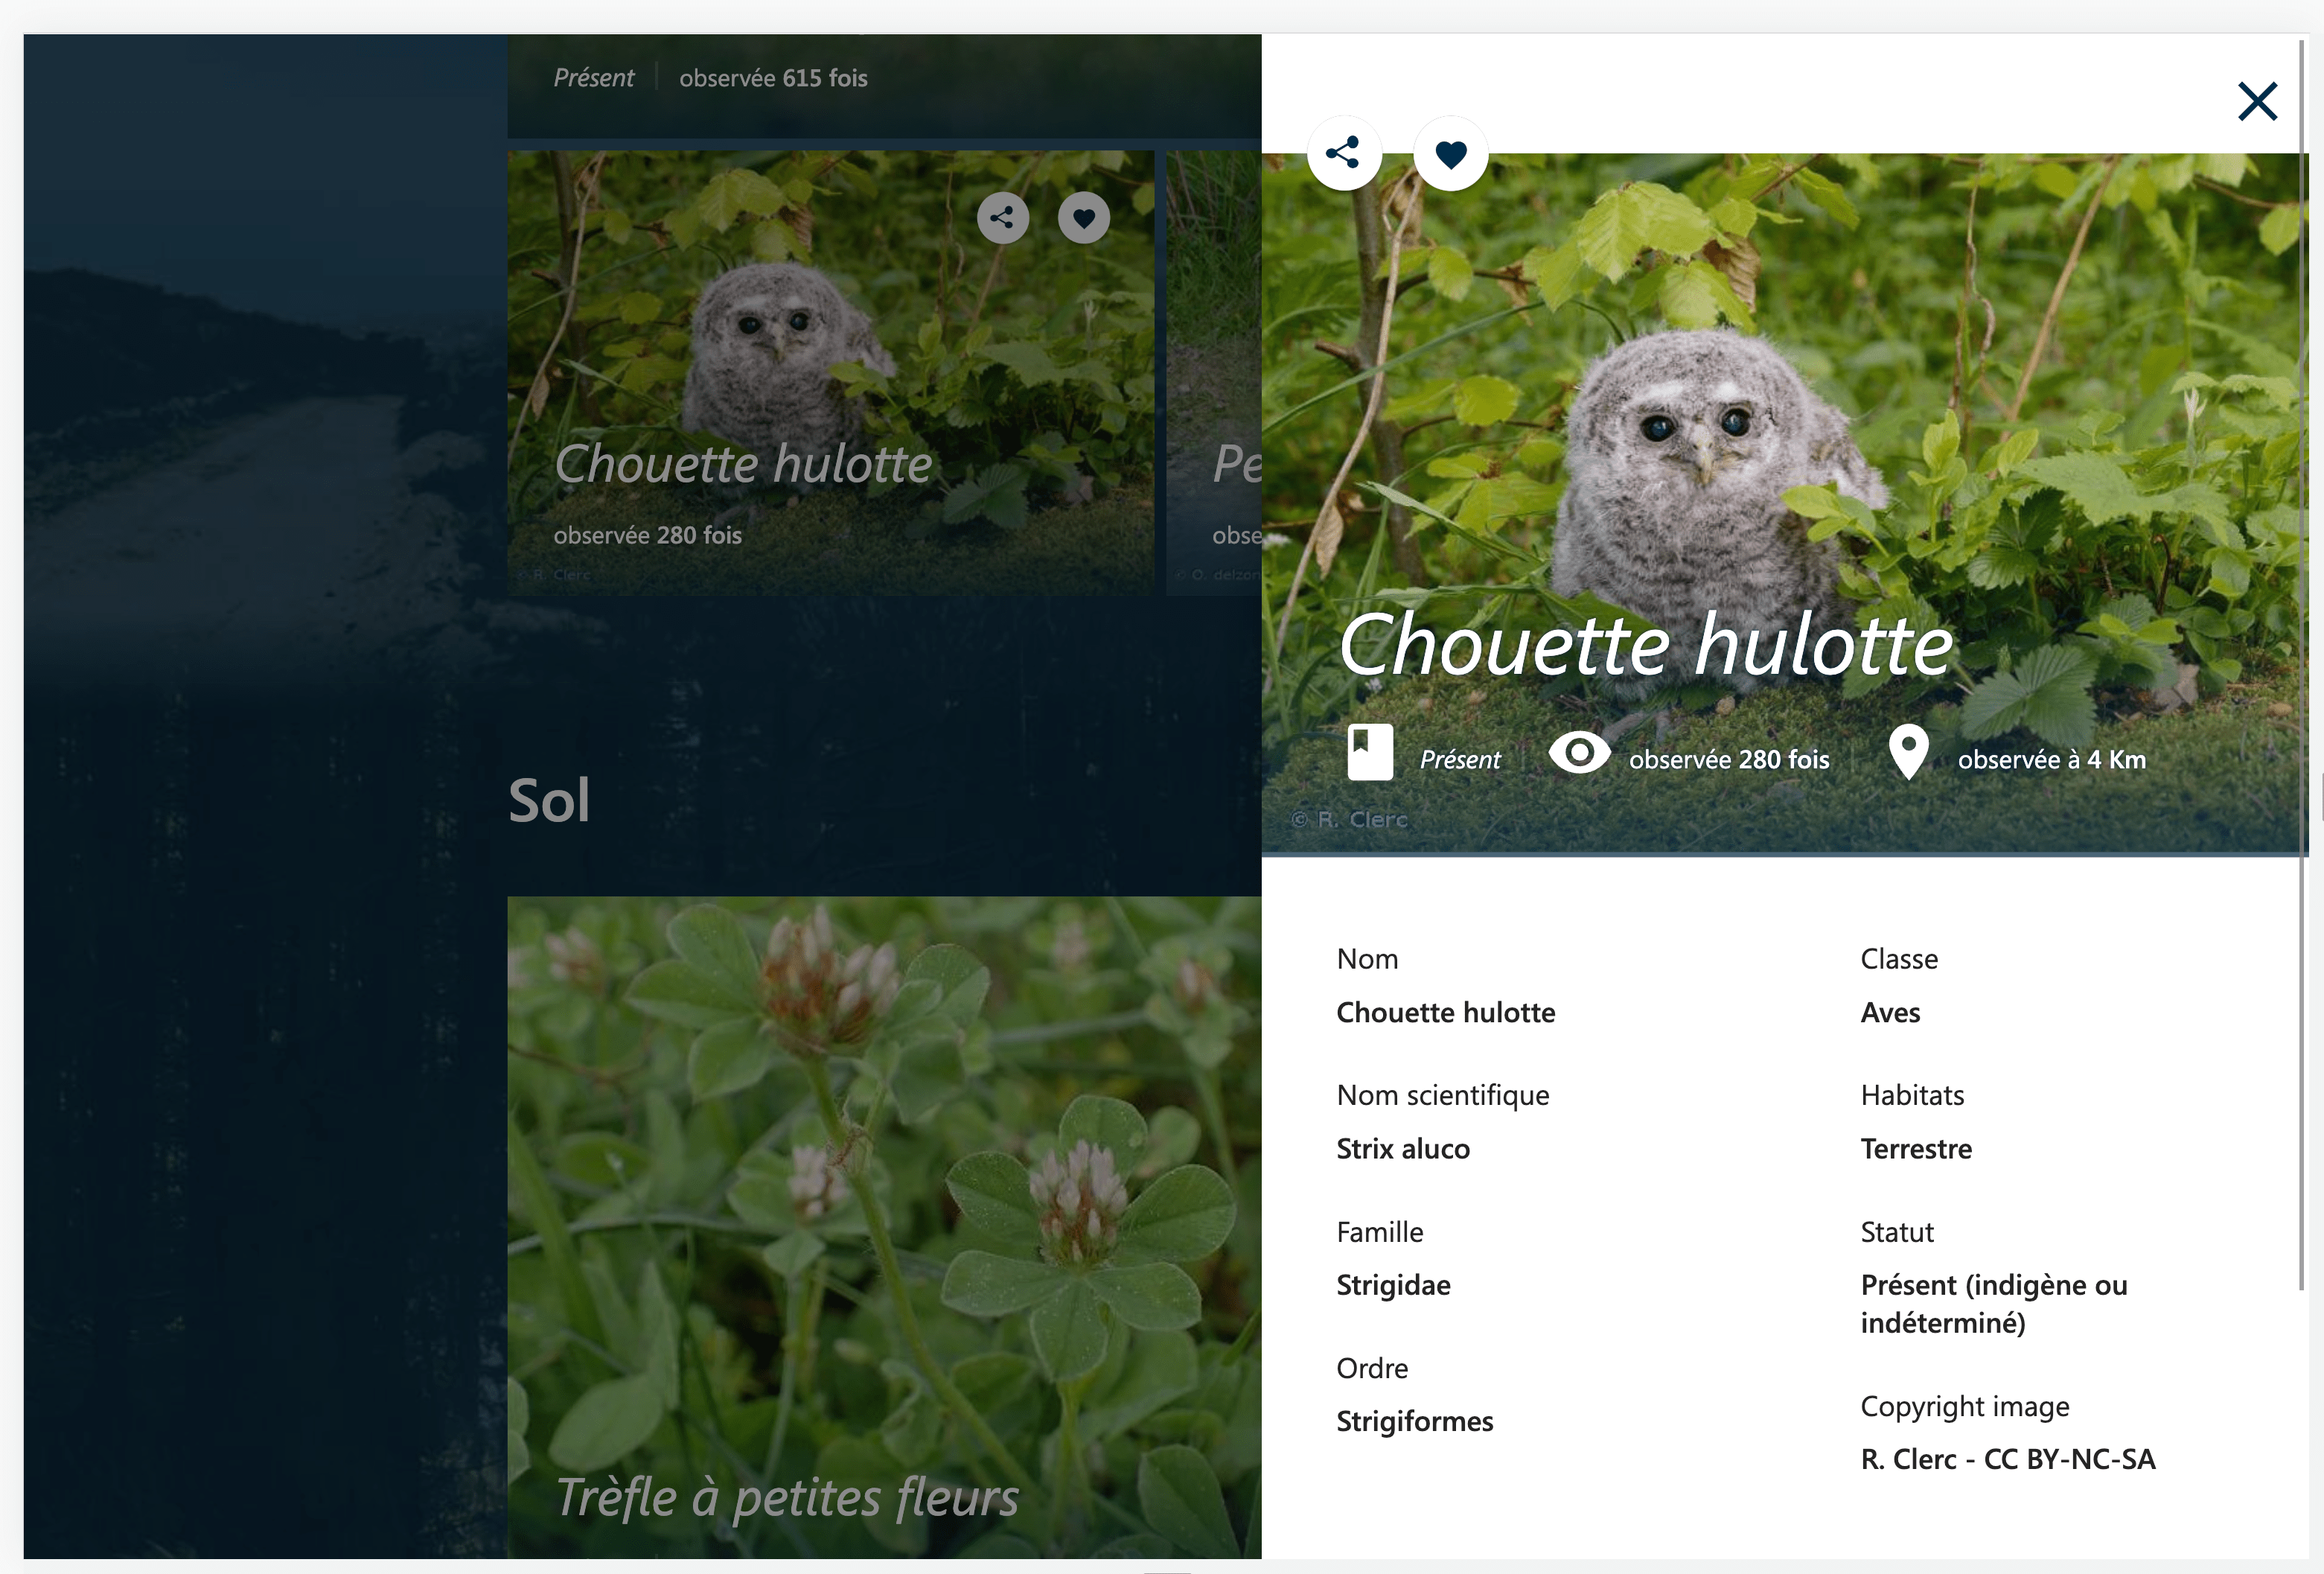 Présent observée 615 fois
Chouette hulotte
observée 280 fois
© R. Clerc
Pe
obse
© O. delzon
Sol
Trèfle à petites fleurs
Chouette hulotte
Présent observée 280 fois observée à 4 Km
© R. Clerc
Nom
Chouette hulotte
Nom scientifique
Strix aluco
Famille
Strigidae
Ordre
Strigiformes
Classe
Aves
Habitats
Terrestre
Statut
Présent (indigène ou
indéterminé)
Copyright image
R. Clerc - CC BY-NC-SA